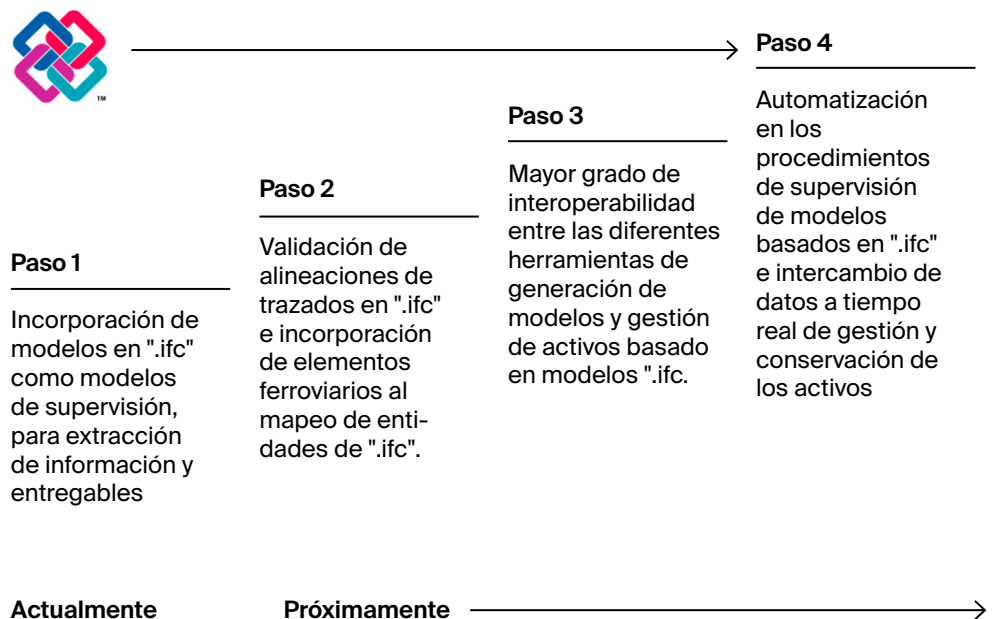 TM
Paso 1
Incorporación de
modelos en ".ifc"
como modelos
de supervisión,
para extracción
de información y
entregables
Paso 2
Validación de
alineaciones de
trazados en ".ifc"
e incorporación
de elementos
ferroviarios al
mapeo de enti-
dades de ".ifc".
Paso 3
Mayor grado de
interoperabilidad
entre las diferentes
herramientas de
generación de
modelos y gestión
de activos basado
en modelos ".ifc.
Paso 4
Automatización
en los
procedimientos
de supervisión
de modelos
basados en ".ifc"
e intercambio de
datos a tiempo
real de gestión y
conservación de
los activos
Actualmente
Próximamente